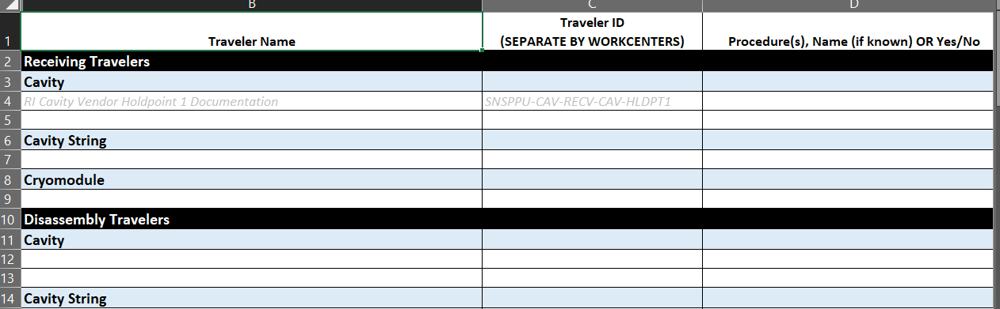 B C D
1 Traveler Name Traveler ID
(SEPARATE BY WORKCENTERS) Procedure(s), Name (if known) OR Yes/No
2 Receiving Travelers
3 Cavity
4 RI Cavity Vendor Holdpoint 1 Documentation SNSPPU-CAV-RECV-CAV-HLDPT1
5
6 Cavity String
7
8 Cryomodule
9
10 Disassembly Travelers
11 Cavity
12
13
14 Cavity String